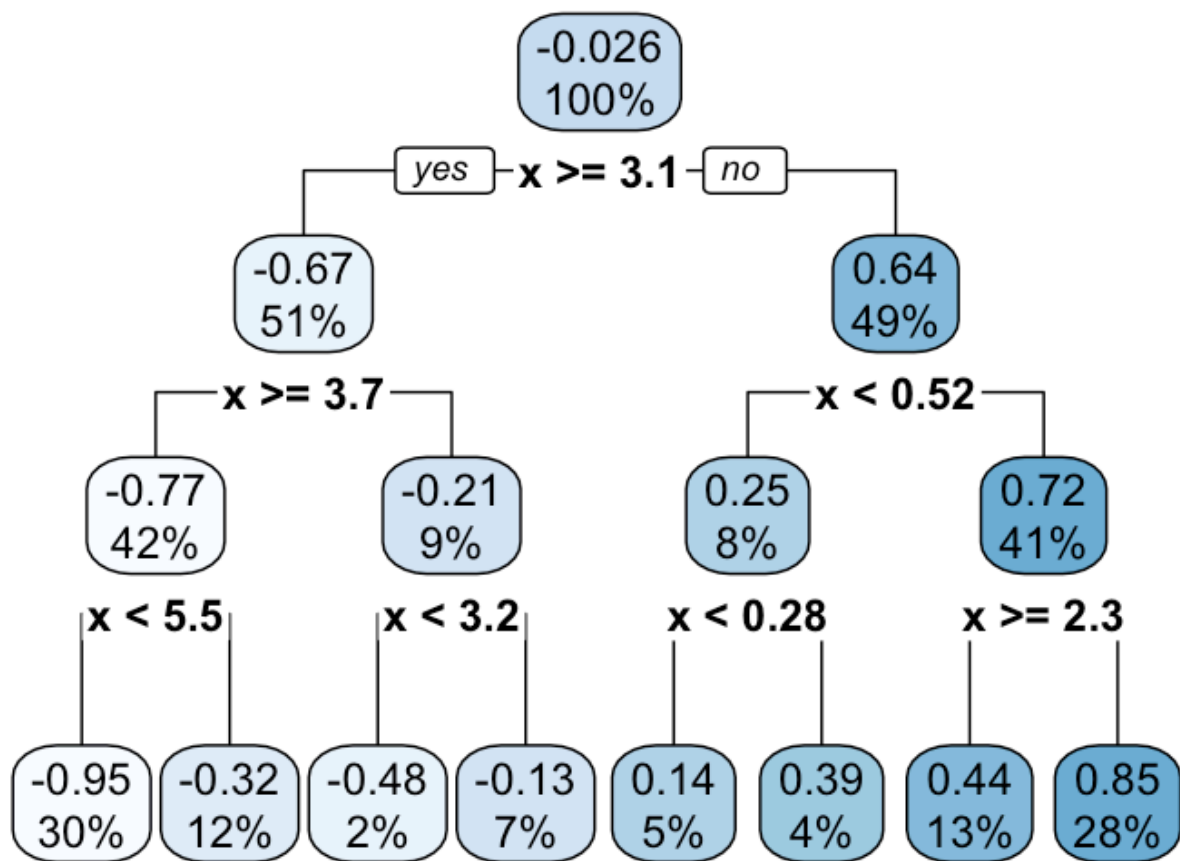 -0.026
100%
yes x >= 3.1 no
-0.67 0.64
51% 49%
x >= 3.7 x < 0.52
-0.77 -0.21 0.25 0.72
42% 9% 8% 41%
x < 5.5 x < 3.2 x < 0.28 x >= 2.3
-0.95 -0.32 -0.48 -0.13 0.14 0.39 0.44 0.85
30% 12% 2% 7% 5% 4% 13% 28%